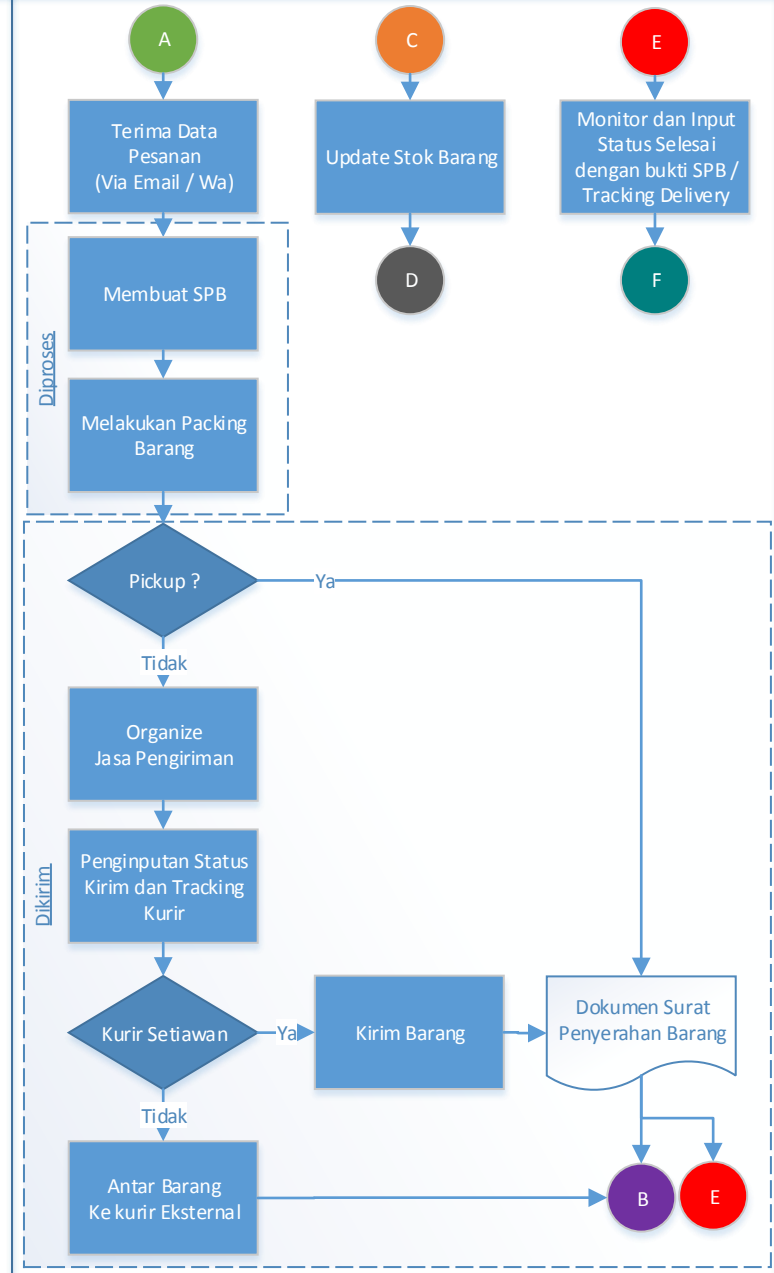 A
C
E
Terima Data
Pesanan
(Via Email / Wa)
Update Stok Barang
Monitor dan Input
Status Selesai
dengan bukti SPB /
Tracking Delivery
D
F
Diproses
Membuat SPB
Melakukan Packing
Barang
Dikirim
Pickup ?
Ya
Tidak
Organize
Jasa Pengiriman
Penginputan Status
Kirim dan Tracking
Kurir
Kurir Setiawan
Ya
Kirim Barang
Dokumen Surat
Penyerahan Barang
Tidak
Antar Barang
Ke kurir Eksternal
B
E